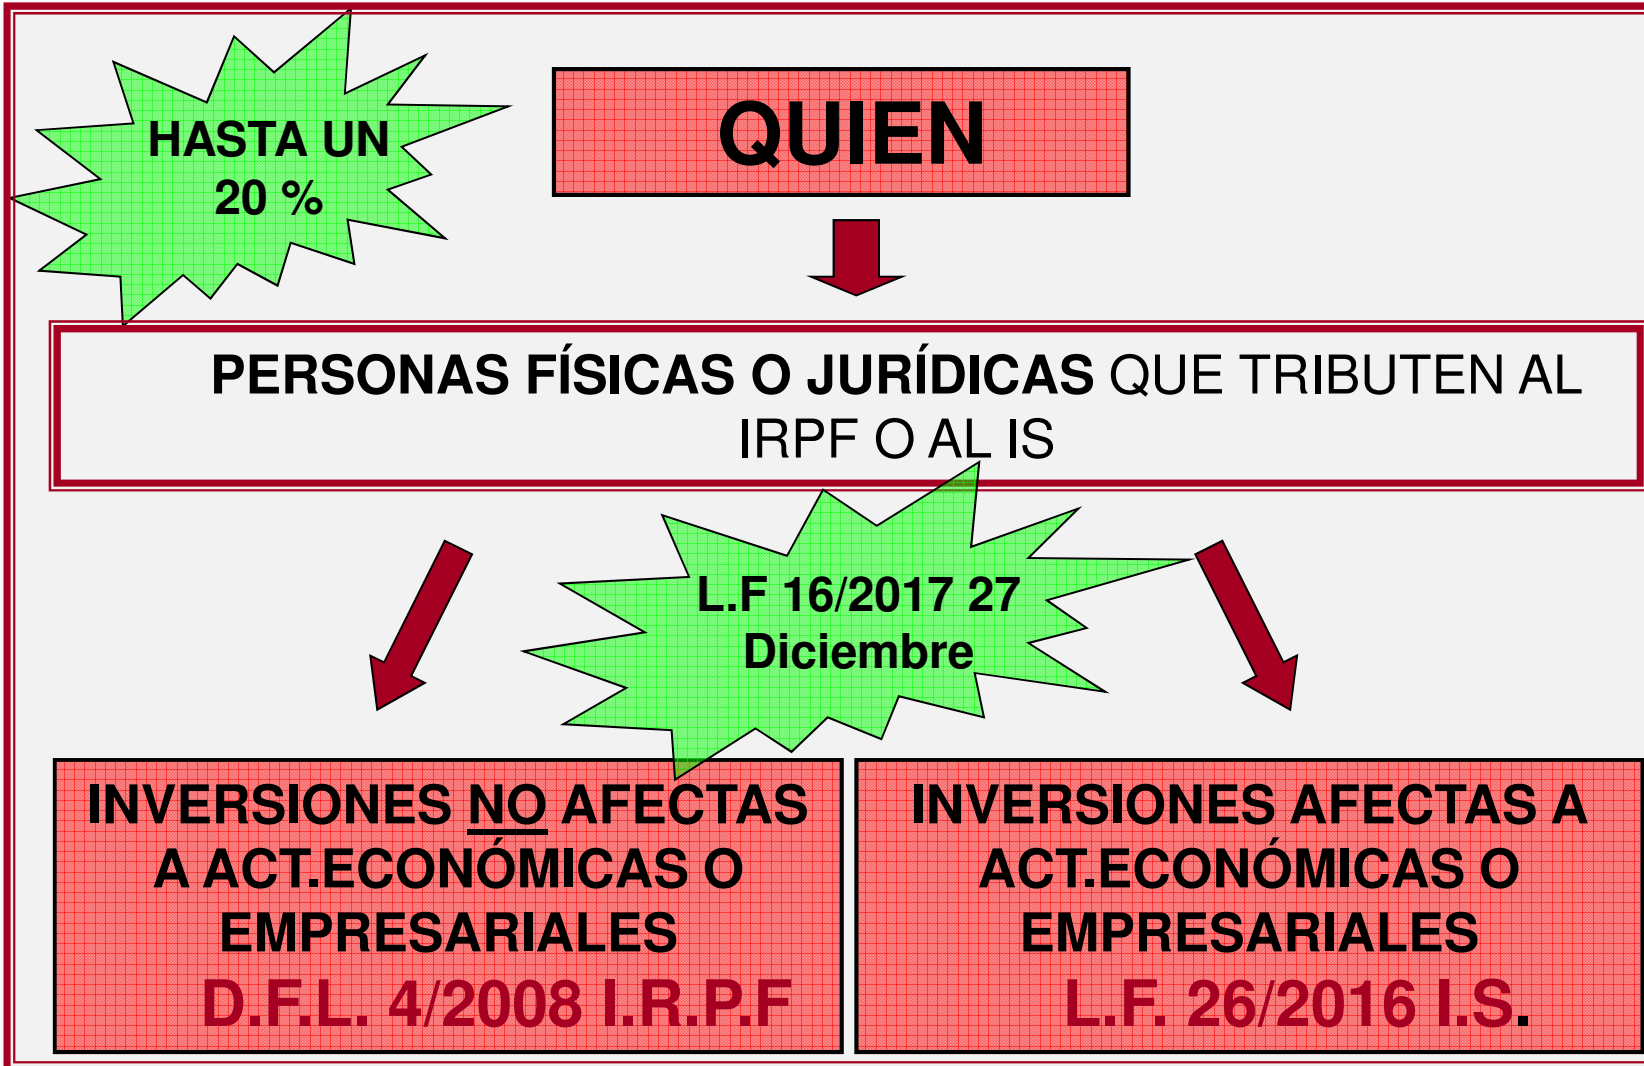 HASTA UN
20 %
QUIEN
PERSONAS FÍSICAS O JURÍDICAS QUE TRIBUTEN AL
IRPF O AL IS
L.F 16/2017 27
Diciembre
INVERSIONES NO AFECTAS
A ACT.ECONÓMICAS O
EMPRESARIALES
D.F.L. 4/2008 I.R.P.F
INVERSIONES AFECTAS A
ACT.ECONÓMICAS O
EMPRESARIALES
L.F. 26/2016 I.S.